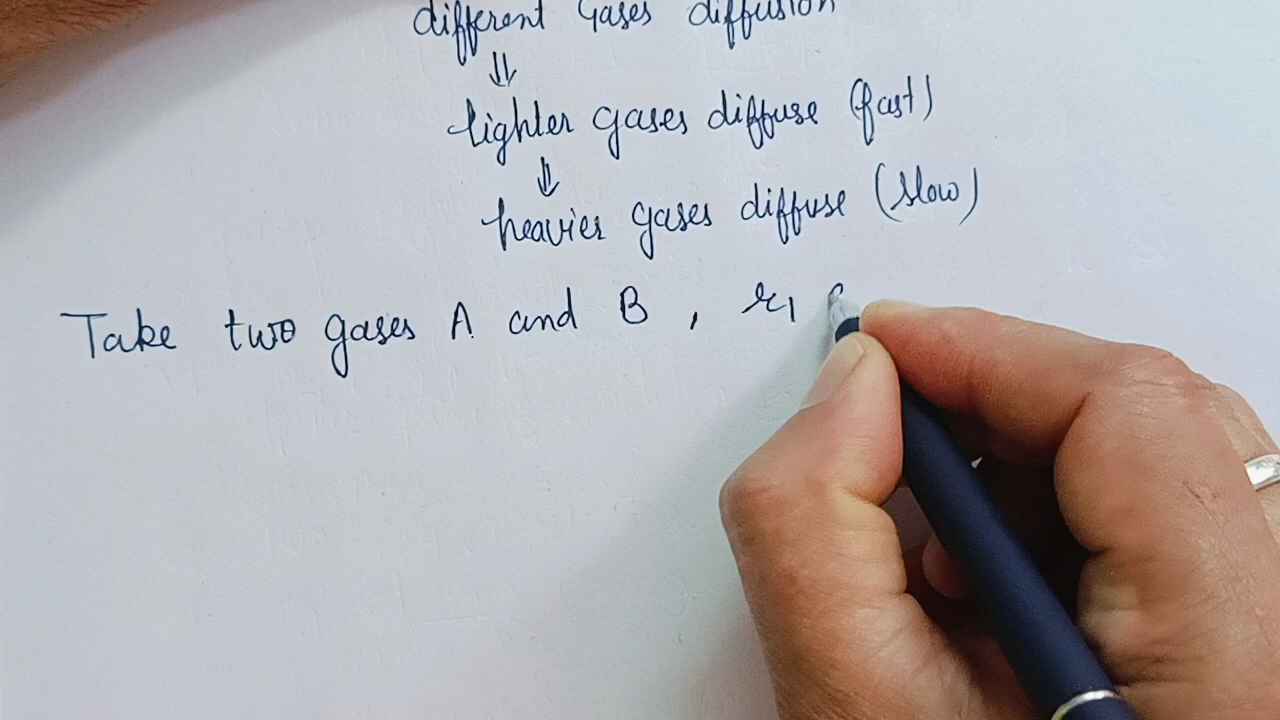 different Gases diffusion
⇓
lighter gases diffuse (fast)
⇓
heavier gases diffuse (slow)
Take two gases A and B , r1